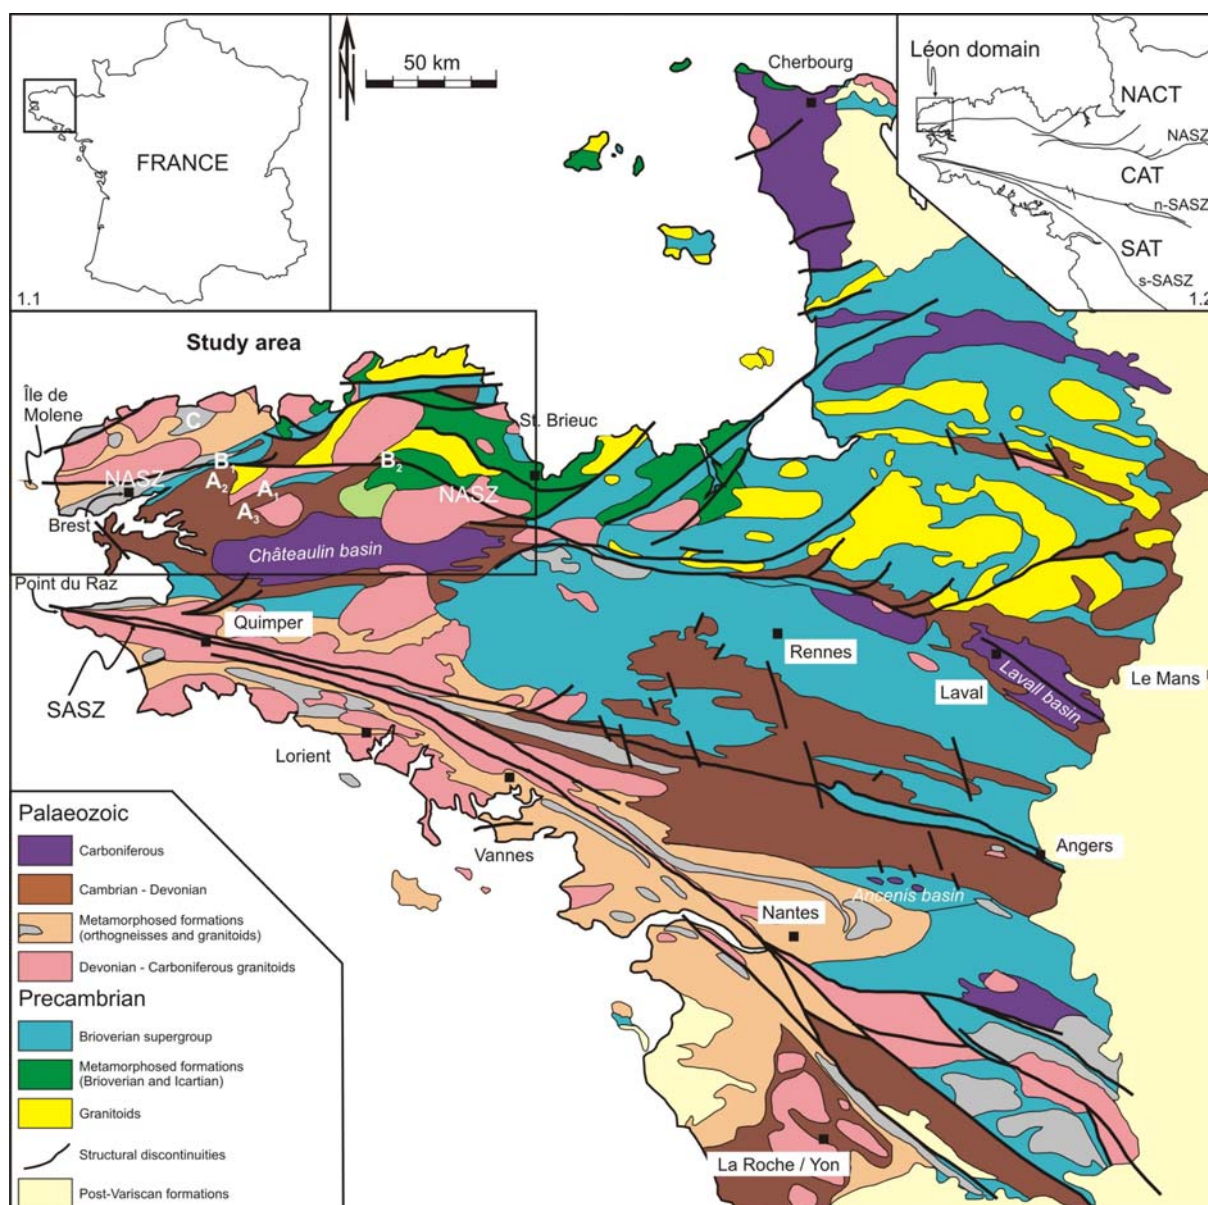 FRANCE
1.1
50 km
Cherbourg
Léon domain
NACT
NASZ
CAT
n-SASZ
SAT
s-SASZ
1.2
Study area
Île de
Molene
C
St. Brieuc
B1
B2
A2
A1
NASZ
NASZ
A3
Brest
Châteaulin basin
Point du Raz
Quimper
Rennes
Laval
Lavall basin
Le Mans
SASZ
Lorient
Vannes
Angers
Ancenis basin
Nantes
La Roche / Yon
Palaeozoic
Carboniferous
Cambrian - Devonian
Metamorphosed formations
(orthogneisses and granitoids)
Devonian - Carboniferous granitoids
Precambrian
Brioverian supergroup
Metamorphosed formations
(Brioverian and Icartian)
Granitoids
Structural discontinuities
Post-Variscan formations